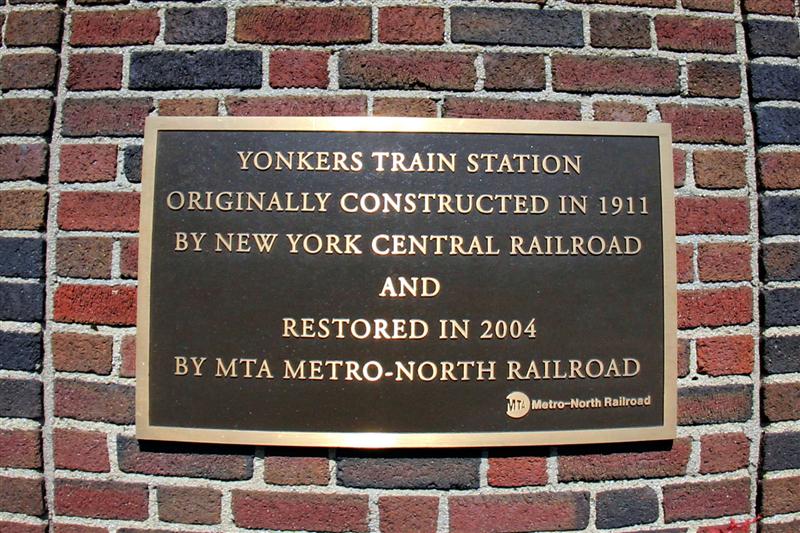 YONKERS TRAIN STATION
ORIGINALLY CONSTRUCTED IN 1911
BY NEW YORK CENTRAL RAILROAD
AND
RESTORED IN 2004
BY MTA METRO-NORTH RAILROAD
MTA Metro-North Railroad